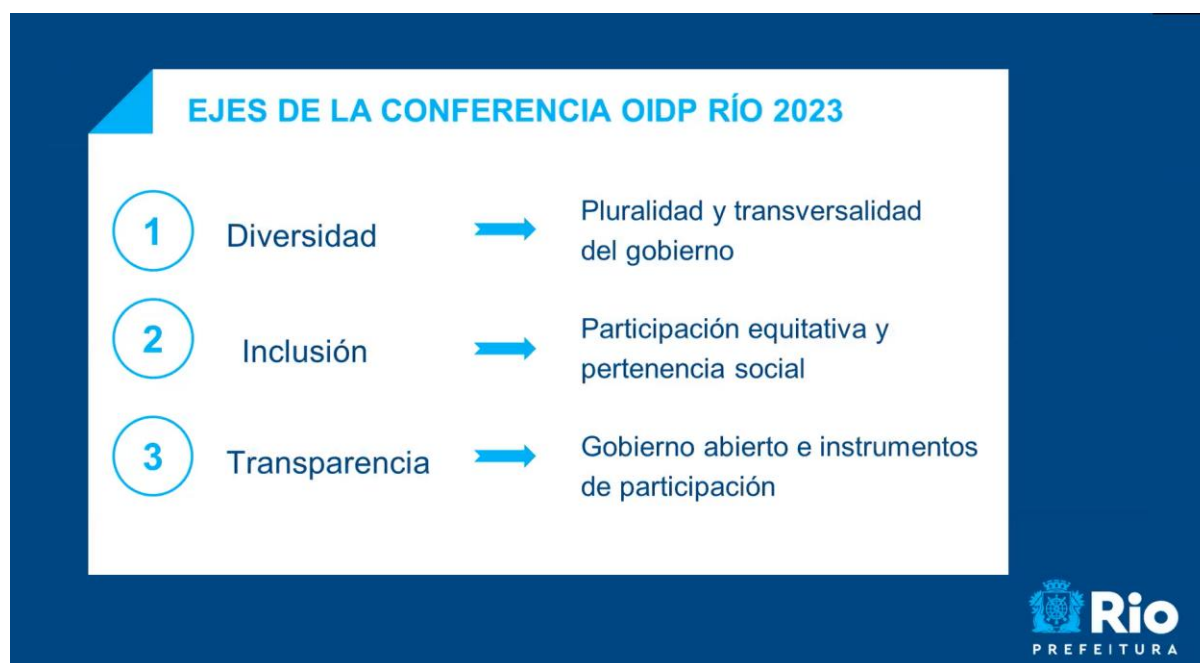 EJES DE LA CONFERENCIA OIDP RÍO 2023
1
Diversidad
Pluralidad y transversalidad
del gobierno
2
Inclusión
Participación equitativa y
pertenencia social
3
Transparencia
Gobierno abierto e instrumentos
de participación
Rio
PREFEITURA